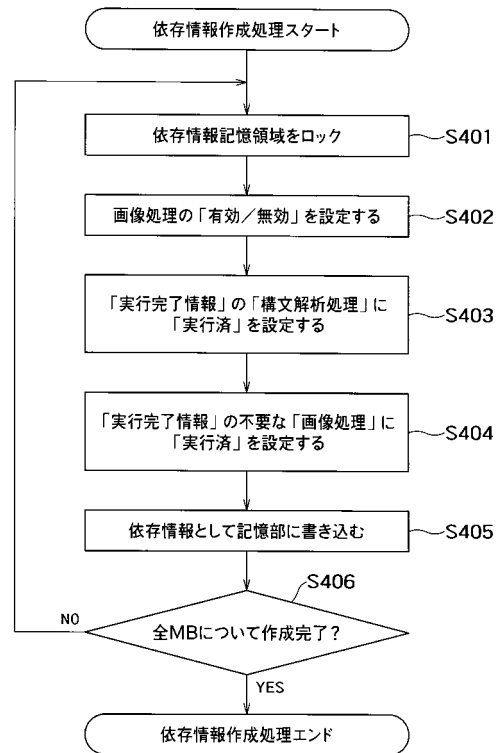 依存情報作成処理スタート
依存情報記憶領域をロック
S401
画像処理の「有効／無効」を設定する
S402
「実行完了情報」の「構文解析処理」に
「実行済」を設定する
S403
「実行完了情報」の不要な「画像処理」に
「実行済」を設定する
S404
依存情報として記憶部に書き込む
S405
S406
NO
全MBについて作成完了？
YES
依存情報作成処理エンド